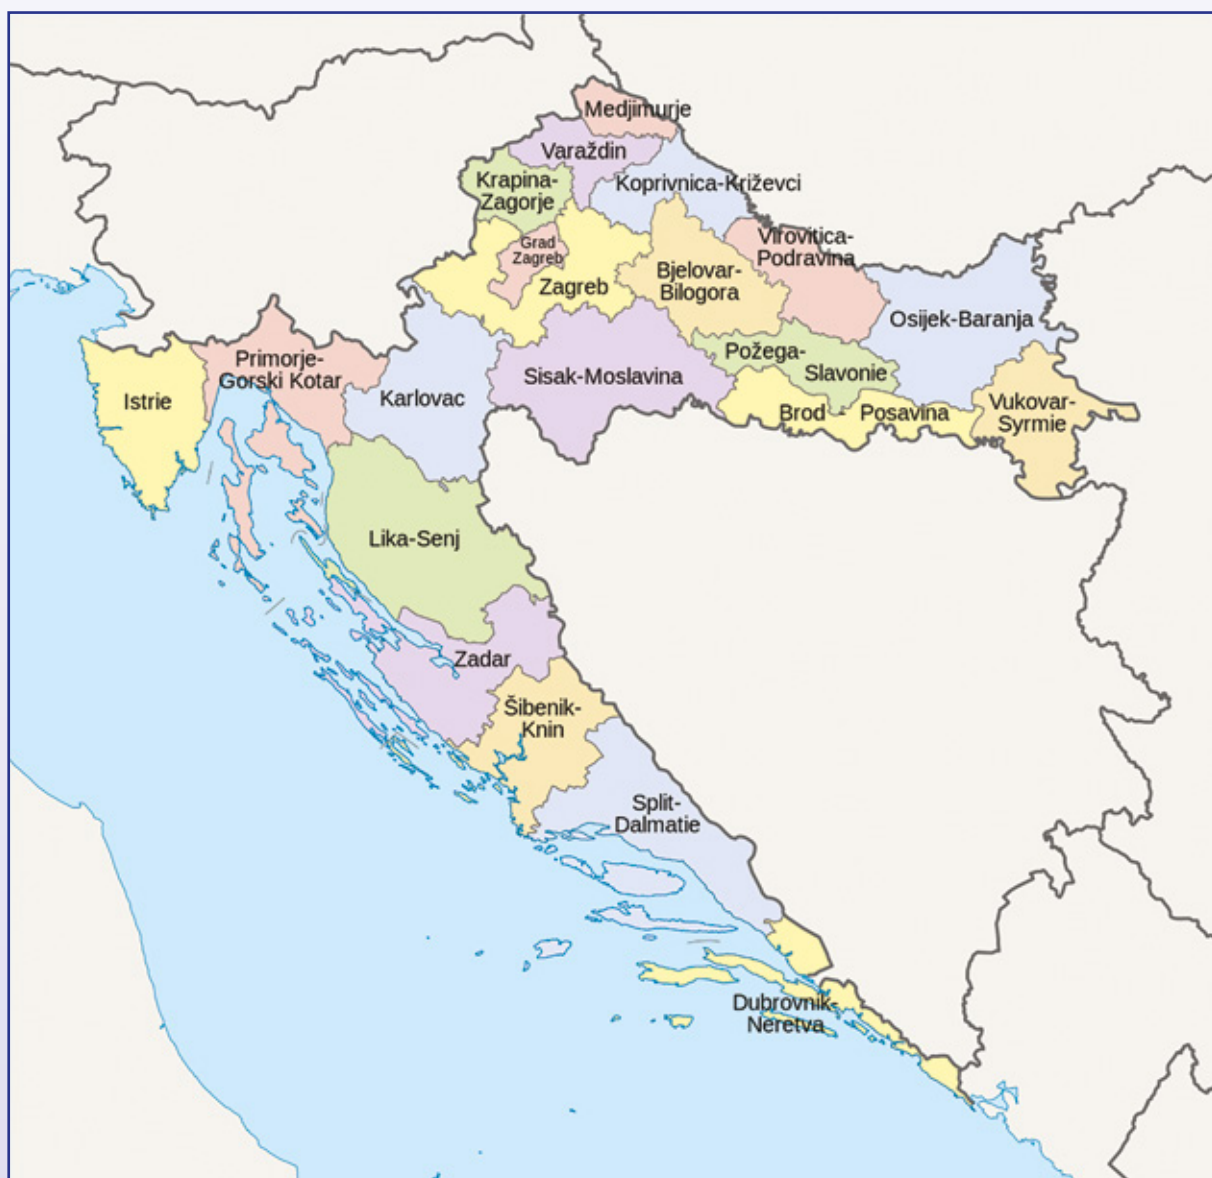 Medjimurje
Varaždin
Krapina-
Zagorje
Koprivnica-Križevci
Grad
Zagreb
Zagreb
Bjelovar-
Bilogora
Virovitica-
Podravina
Osijek-Baranja
Primorje-
Gorski Kotar
Istrie
Karlovac
Sisak-Moslavina
Požega-
Slavonie
Brod - Posavina
Vukovar-
Syrmie
Lika-Senj
Zadar
Šibenik-
Knin
Split-
Dalmatie
Dubrovnik-
Neretva